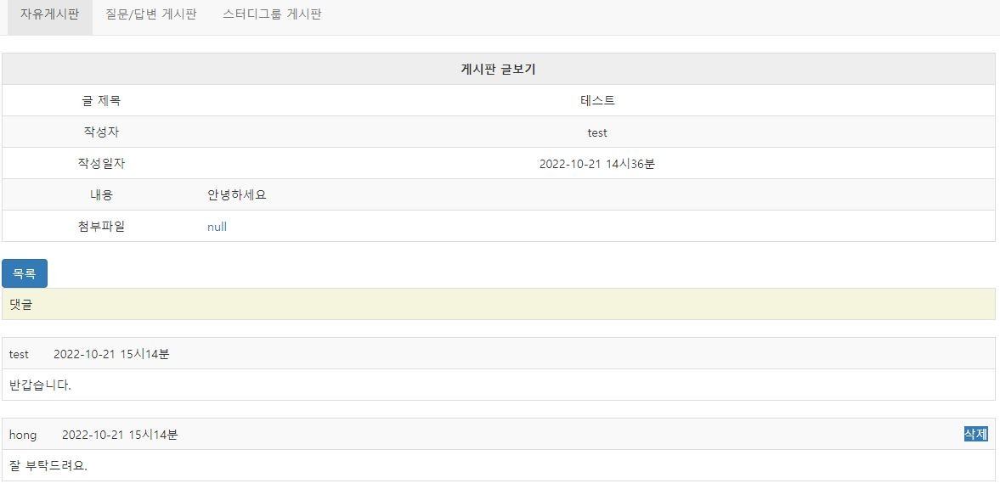 자유게시판 질문/답변 게시판 스터디그룹 게시판
게시판 글보기
글 제목 테스트
작성자 test
작성일자 2022-10-21 14시36분
내용 안녕하세요
첨부파일 null
목록
댓글
test 2022-10-21 15시14분
반갑습니다.
hong 2022-10-21 15시14분 삭제
잘 부탁드려요.